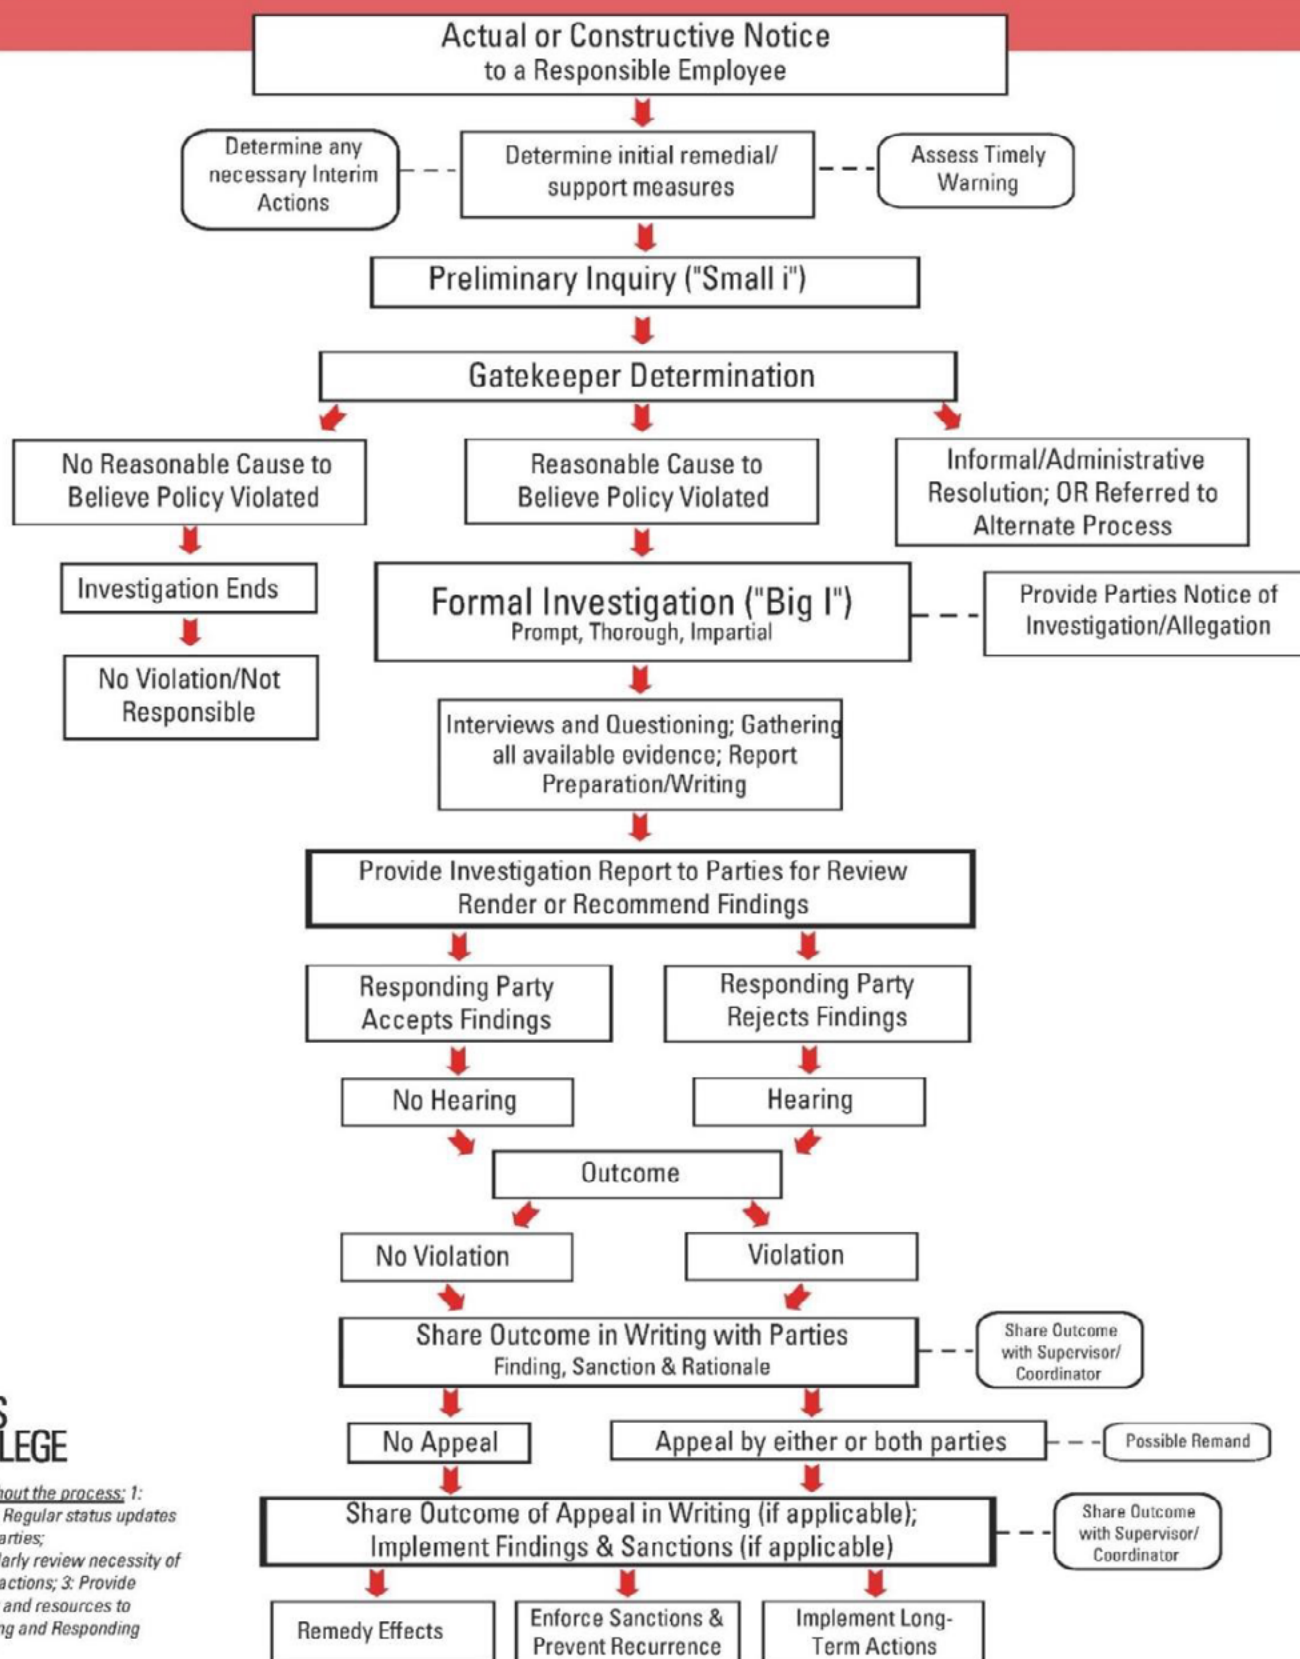 Actual or Constructive Notice
to a Responsible Employee
Determine any
necessary Interim
Actions
Determine initial remedial/
support measures
Assess Timely
Warning
Preliminary Inquiry ("Small i")
Gatekeeper Determination
No Reasonable Cause to
Believe Policy Violated
Reasonable Cause to
Believe Policy Violated
Informal/Administrative
Resolution; OR Referred to
Alternate Process
Investigation Ends
Formal Investigation ("Big I")
Prompt, Thorough, Impartial
Provide Parties Notice of
Investigation/Allegation
No Violation/Not
Responsible
Interviews and Questioning; Gathering
all available evidence; Report
Preparation/Writing
Provide Investigation Report to Parties for Review
Render or Recommend Findings
Responding Party
Accepts Findings
Responding Party
Rejects Findings
No Hearing
Hearing
Outcome
No Violation
Violation
Share Outcome in Writing with Parties
Finding, Sanction & Rationale
Share Outcome
with Supervisor/
Coordinator
No Appeal
Appeal by either or both parties
Possible Remand
Share Outcome of Appeal in Writing (if applicable);
Implement Findings & Sanctions (if applicable)
Share Outcome
with Supervisor/
Coordinator
Remedy Effects
Enforce Sanctions &
Prevent Recurrence
Implement Long-
Term Actions
S
LEGE
the process; 1:
Regular status updates
review necessity of
actions; 3: Provide
and resources to
and Responding